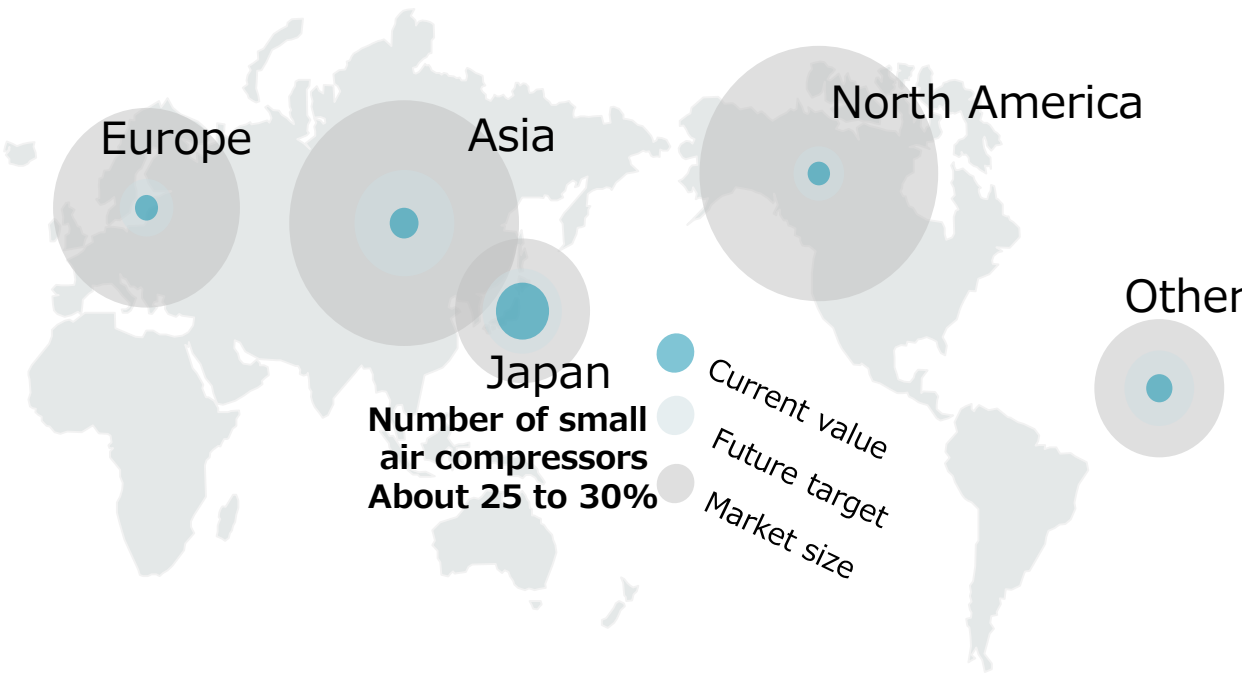 Europe
Asia
North America
Other
Japan
Number of small
air compressors
About 25 to 30%
Current value
Future target
Market size